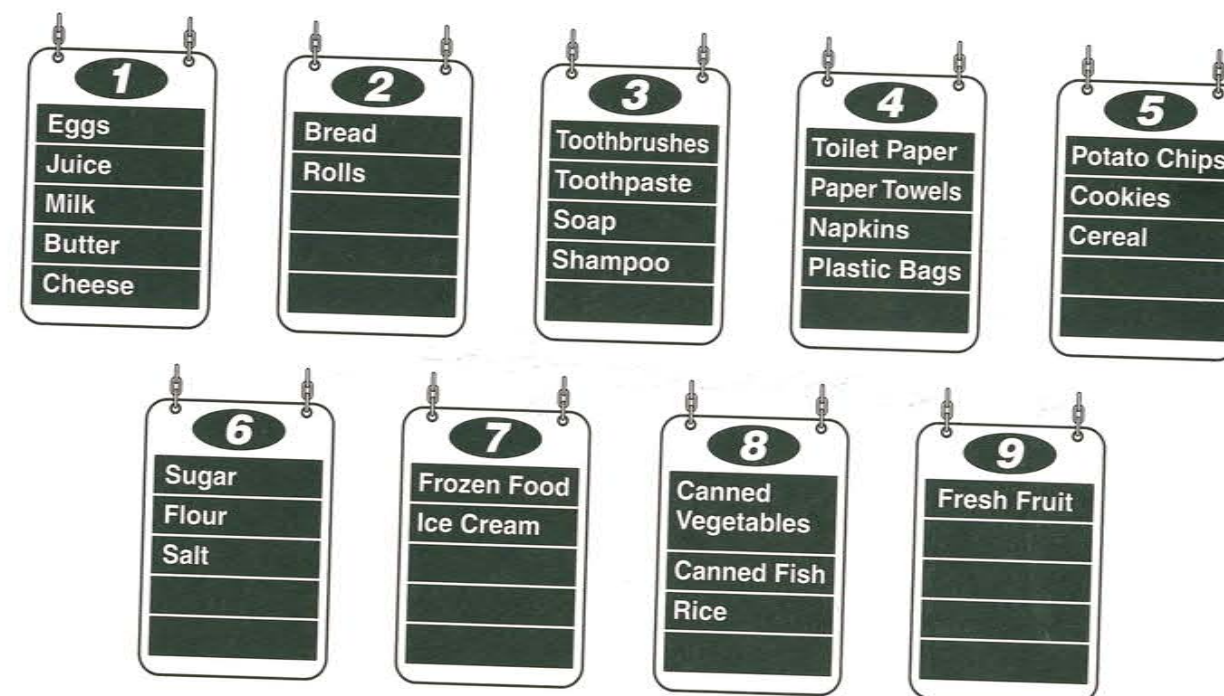 1
Eggs
Juice
Milk
Butter
Cheese
2
Bread
Rolls
3
Toothbrushes
Toothpaste
Soap
Shampoo
4
Toilet Paper
Paper Towels
Napkins
Plastic Bags
5
Potato Chips
Cookies
Cereal
6
Sugar
Flour
Salt
7
Frozen Food
Ice Cream
8
Canned
Vegetables
Canned Fish
Rice
9
Fresh Fruit